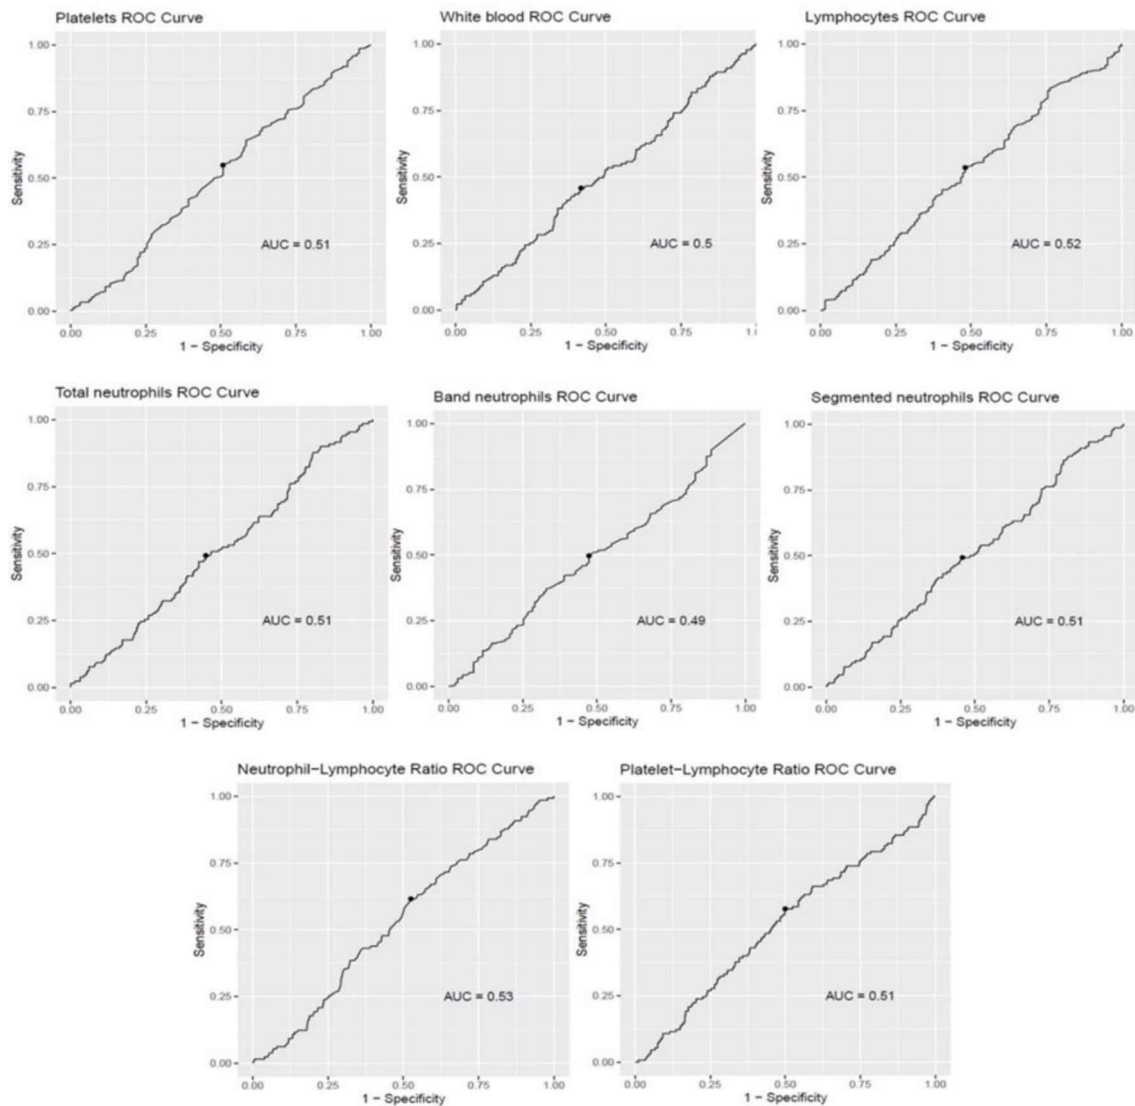 Platelets ROC Curve
1.00
0.75
0.50
0.25
0.00
Sensitivity
AUC = 0.51
0.00 0.25 0.50 0.75 1.00
1 − Specificity
White blood ROC Curve
1.00
0.75
0.50
0.25
0.00
Sensitivity
AUC = 0.5
0.00 0.25 0.50 0.75 1.00
1 − Specificity
Lymphocytes ROC Curve
1.00
0.75
0.50
0.25
0.00
Sensitivity
AUC = 0.52
0.00 0.25 0.50 0.75 1.00
1 − Specificity
Total neutrophils ROC Curve
1.00
0.75
0.50
0.25
0.00
Sensitivity
AUC = 0.51
0.00 0.25 0.50 0.75 1.00
1 − Specificity
Band neutrophils ROC Curve
1.00
0.75
0.50
0.25
0.00
Sensitivity
AUC = 0.49
0.00 0.25 0.50 0.75 1.00
1 − Specificity
Segmented neutrophils ROC Curve
1.00
0.75
0.50
0.25
0.00
Sensitivity
AUC = 0.51
0.00 0.25 0.50 0.75 1.00
1 − Specificity
Neutrophil−Lymphocyte Ratio ROC Curve
1.00
0.75
0.50
0.25
0.00
Sensitivity
AUC = 0.53
0.00 0.25 0.50 0.75 1.00
1 − Specificity
Platelet−Lymphocyte Ratio ROC Curve
1.00
0.75
0.50
0.25
0.00
Sensitivity
AUC = 0.51
0.00 0.25 0.50 0.75 1.00
1 − Specificity